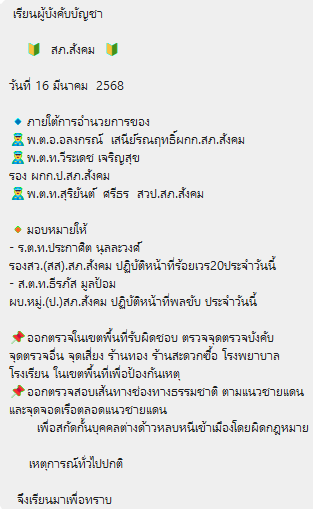 เรียนผู้บังคับบัญชา
🔰 สภ.สังคม 🔰
วันที่ 16 มีนาคม 2568
🔹ภายใต้การอำนวยการของ
👮พ.ต.อ.อลงกรณ์ เสนีย์รณฤทธิ์ผกก.สภ.สังคม
👮พ.ต.ท.วีระเดช เจริญสุข
รอง ผกก.ป.สภ.สังคม
👮พ.ต.ท.สุริยันต์ ศรีธร สวป.สภ.สังคม
🔸มอบหมายให้
- ร.ต.ท.ประกาศิต นุลละวงศ์
รองสว.(สส).สภ.สังคม ปฏิบัติหน้าที่ร้อยเวร20ประจำวันนี้
- ส.ต.ท.ธีรภัส มูลป้อม
ผบ.หมู่.(ป.)สภ.สังคม ปฏิบัติหน้าที่พลขับ ประจำวันนี้
📌ออกตรวจในเขตพื้นที่รับผิดชอบ ตรวจจุดตรวจบังคับ
จุดตรวจอื่น จุดเสี่ยง ร้านทอง ร้านสะดวกซื้อ โรงพยาบาล
โรงเรียน ในเขตพื้นที่เพื่อป้องกันเหตุ
📌ออกตรวจสอบเส้นทางช่องทางธรรมชาติ ตามแนวชายแดน
และจุดจอดเรือตลอดแนวชายแดน
เพื่อสกัดกั้นบุคคลต่างด้าวหลบหนีเข้าเมืองโดยผิดกฎหมาย
เหตุการณ์ทั่วไปปกติ
จึงเรียนมาเพื่อทราบ